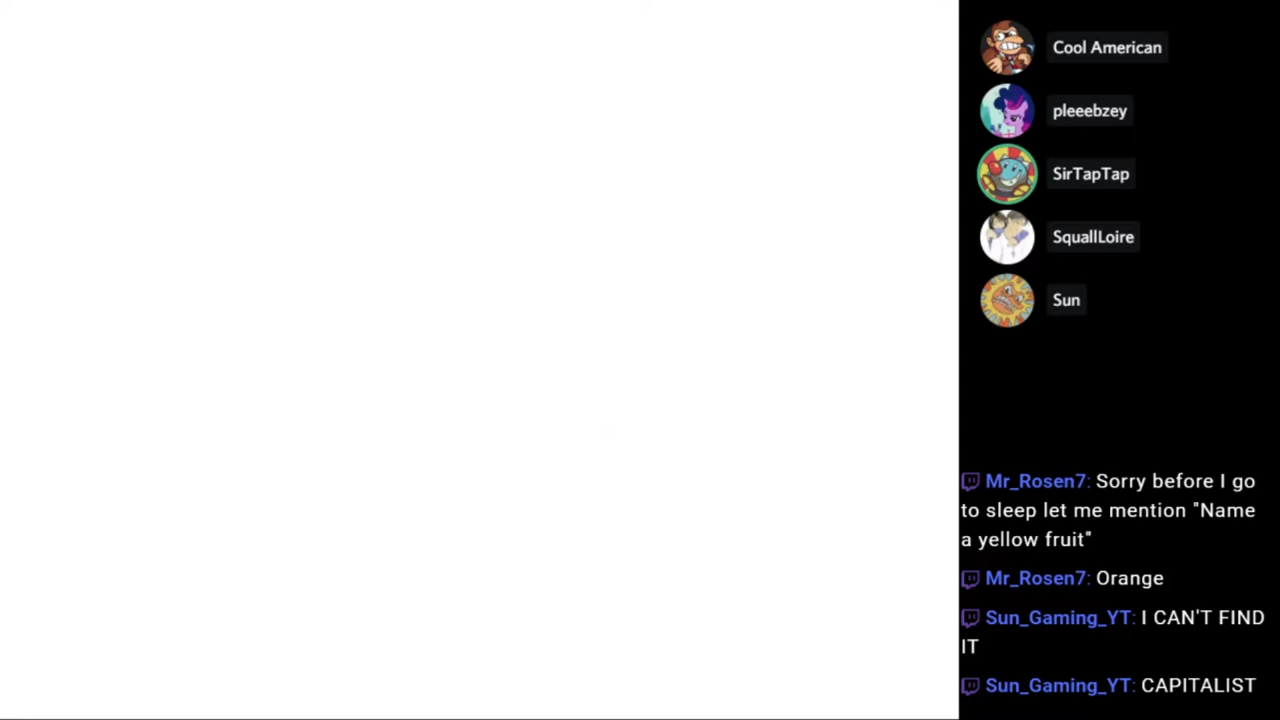 Cool American
pleeebzey
SirTapTap
SquallLoire
Sun
Mr_Rosen7: Sorry before I go
to sleep let me mention "Name
a yellow fruit"
Mr_Rosen7: Orange
Sun_Gaming_YT: I CAN'T FIND
IT
Sun_Gaming_YT: CAPITALIST